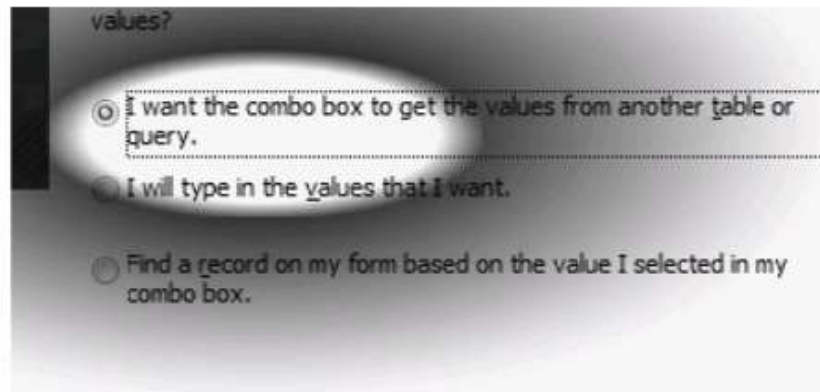 values?
I want the combo box to get the values from another table or
query.
I will type in the values that I want.
Find a record on my form based on the value I selected in my
combo box.